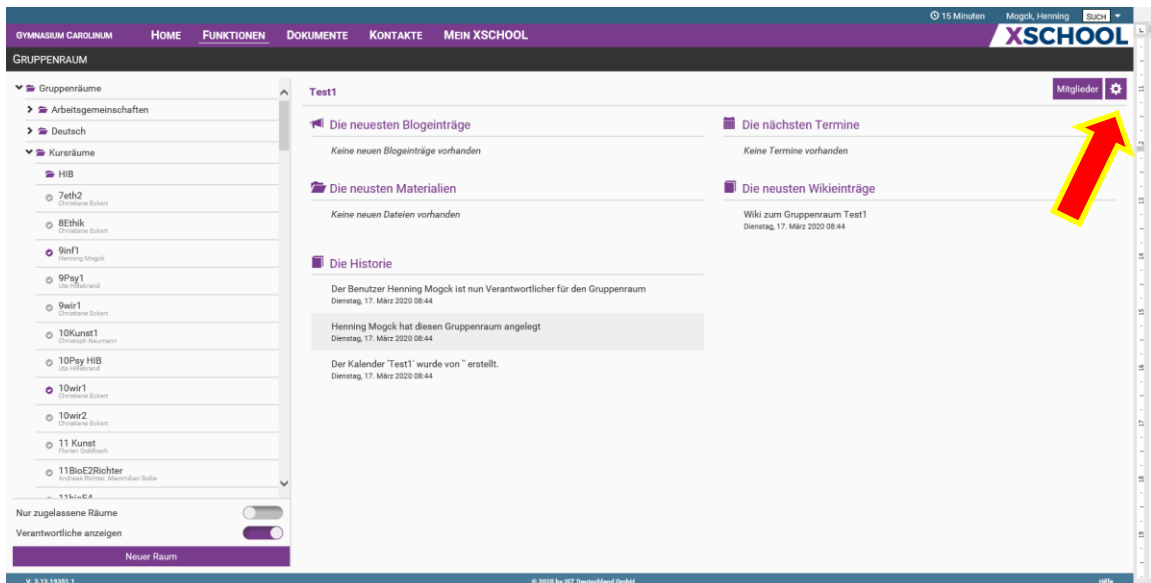 15 Minuten Mogck, Henning SUCH
GYMNASIUM CAROLINUM HOME FUNKTIONEN DOKUMENTE KONTAKTE MEIN XSCHOOL XSCHOOL
GRUPPENRAUM
Gruppenräume
Arbeitsgemeinschaften
Deutsch
Kursräume
HIB
7eth2
Christiane Eckert
8Ethik
Christiane Eckert
9inf1
Henning Mogck
9Psy1
Ute Hillebrand
9wir1
Christiane Eckert
10Kunst1
Christoph Neumann
10Psy HIB
Ute Hillebrand
10wir1
Christiane Eckert
10wir2
Christiane Eckert
11 Kunst
Florian Goldbach
11BioE2Richter
Andreas Richter, Maximilian Bolte
Nur zugelassene Räume
Verantwortliche anzeigen
Neuer Raum
Test1
Mitglieder
Die neuesten Blogeinträge
Keine neuen Blogeinträge vorhanden
Die nächsten Termine
Keine Termine vorhanden
Die neusten Materialien
Keine neuen Dateien vorhanden
Die neusten Wikieinträge
Wiki zum Gruppenraum Test1
Dienstag, 17. März 2020 08:44
Die Historie
Der Benutzer Henning Mogck ist nun Verantwortlicher für den Gruppenraum
Dienstag, 17. März 2020 08:44
Henning Mogck hat diesen Gruppenraum angelegt
Dienstag, 17. März 2020 08:44
Der Kalender 'Test1' wurde von '' erstellt.
Dienstag, 17. März 2020 08:44
V. 3.13.19351.1 © 2020 by IST Deutschland GmbH Hilfe